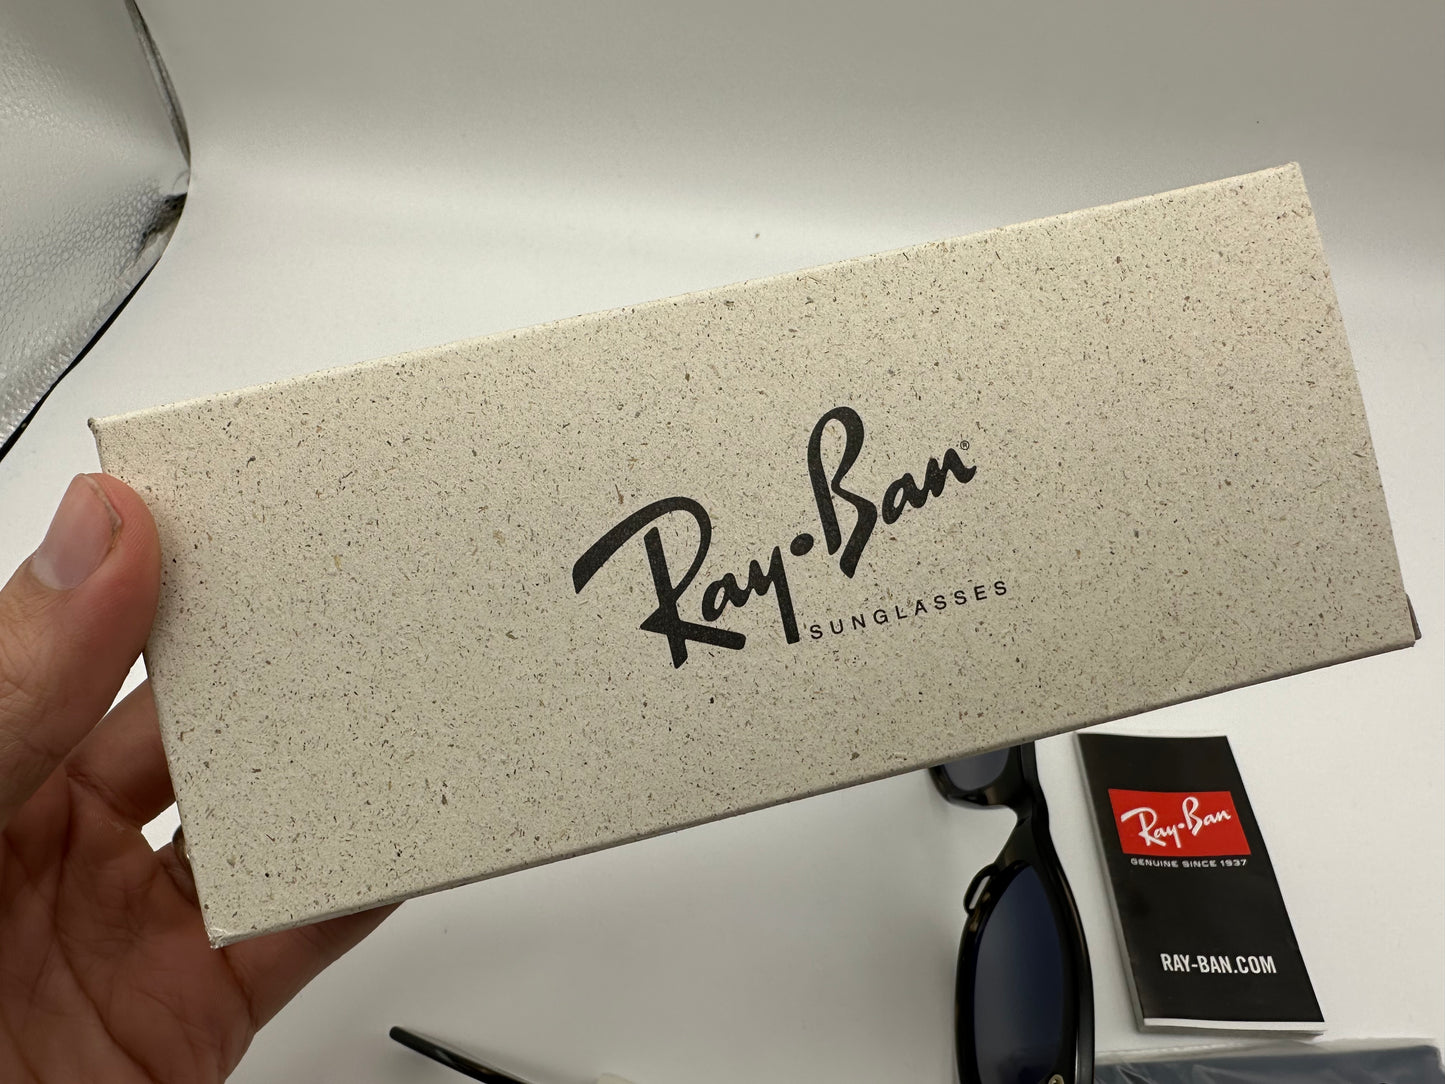 Ray-Ban®
SUNGLASSES
Ray-Ban
GENUINE SINCE 1937
RAY-BAN.COM